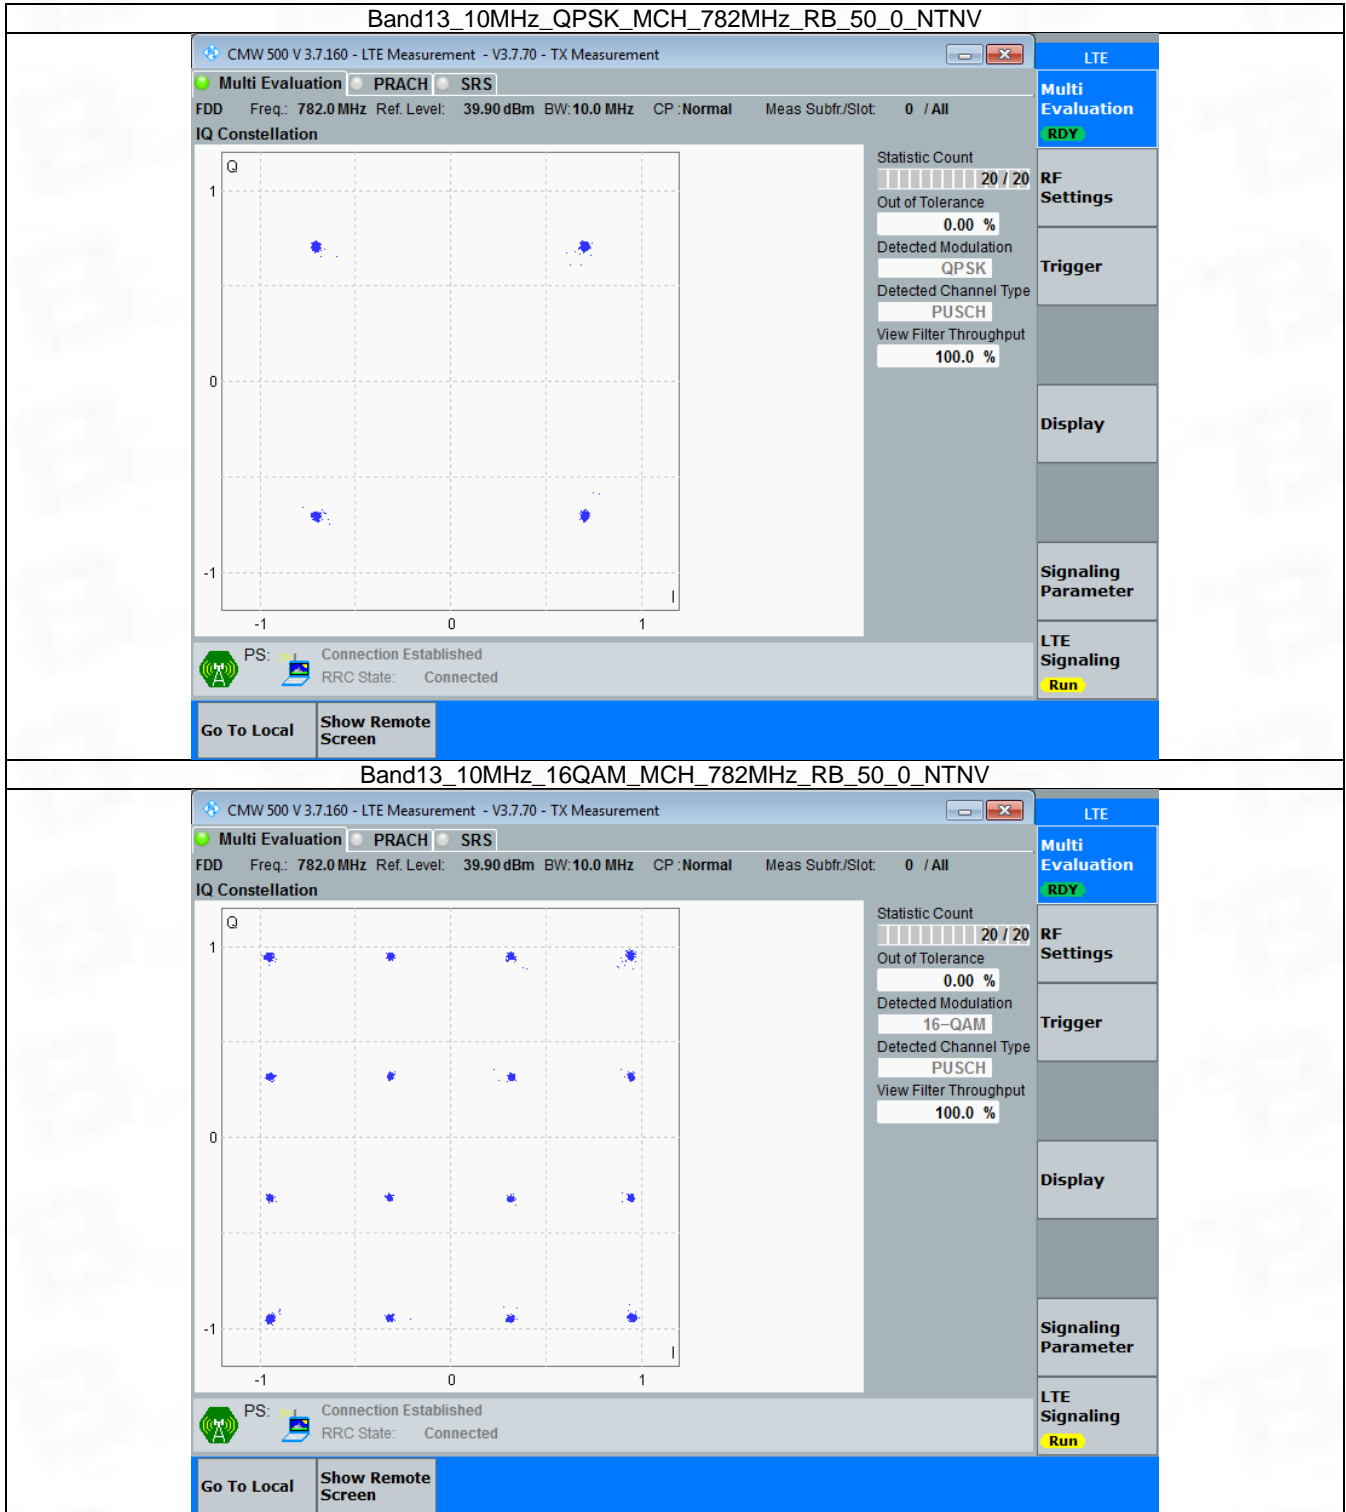 Band13_10MHz_QPSK_MCH_782MHz_RB_50_0_NTNV
CMW 500 V 3.7.160 - LTE Measurement - V3.7.70 - TX Measurement
LTE
Multi Evaluation PRACH SRS
Multi
Evaluation
RDY
FDD Freq.: 782.0 MHz Ref. Level: 39.90 dBm BW: 10.0 MHz CP : Normal Meas Subfr./Slot: 0 / All
IQ Constellation
Q
1
0
-1
I
-1 0 1
Statistic Count
20 / 20
Out of Tolerance
0.00 %
Detected Modulation
QPSK
Detected Channel Type
PUSCH
View Filter Throughput
100.0 %
RF
Settings
Trigger
Display
Signaling
Parameter
LTE
Signaling
Run
PS: Connection Established
RRC State: Connected
Go To Local
Show Remote
Screen
Band13_10MHz_16QAM_MCH_782MHz_RB_50_0_NTNV
CMW 500 V 3.7.160 - LTE Measurement - V3.7.70 - TX Measurement
LTE
Multi Evaluation PRACH SRS
Multi
Evaluation
RDY
FDD Freq.: 782.0 MHz Ref. Level: 39.90 dBm BW: 10.0 MHz CP : Normal Meas Subfr./Slot: 0 / All
IQ Constellation
Q
1
0
-1
I
-1 0 1
Statistic Count
20 / 20
Out of Tolerance
0.00 %
Detected Modulation
16-QAM
Detected Channel Type
PUSCH
View Filter Throughput
100.0 %
RF
Settings
Trigger
Display
Signaling
Parameter
LTE
Signaling
Run
PS: Connection Established
RRC State: Connected
Go To Local
Show Remote
Screen